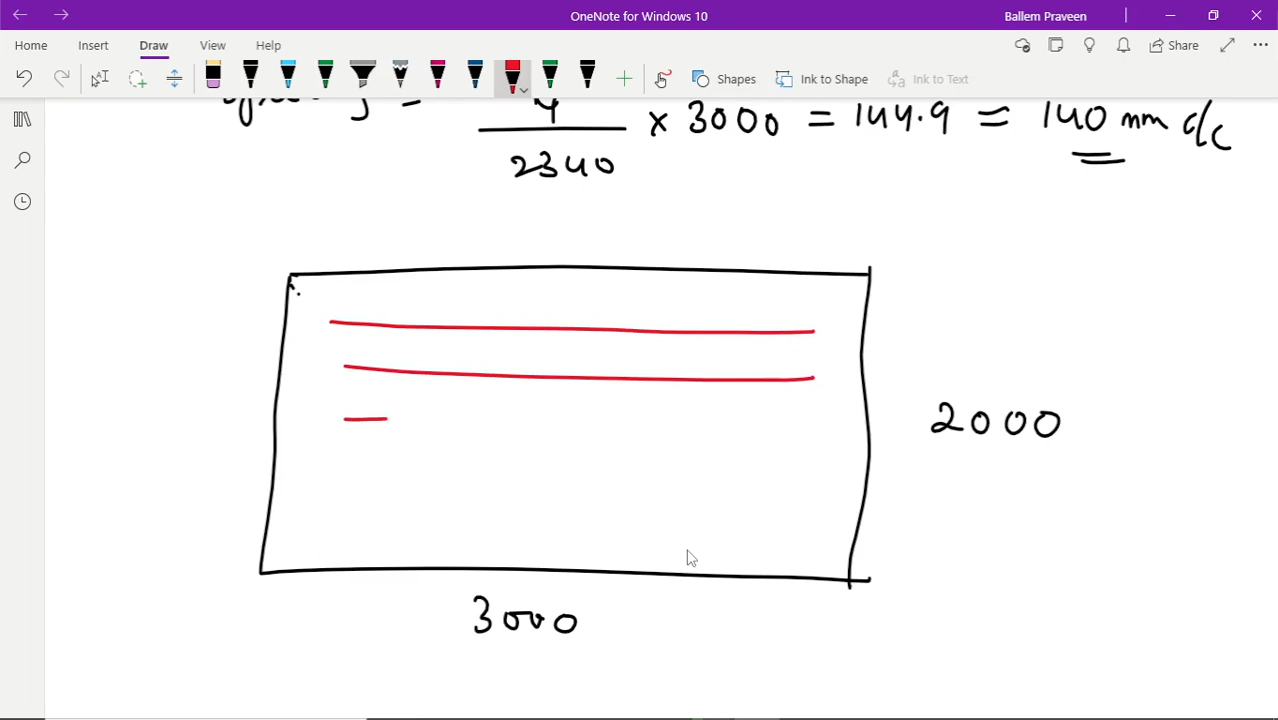 OneNote for Windows 10
Ballem Praveen
Home Insert Draw View Help
Share
Shapes Ink to Shape Ink to Text
= 4 / 2340 × 3000 = 144.9 = 140 mm c/c
2000
3000